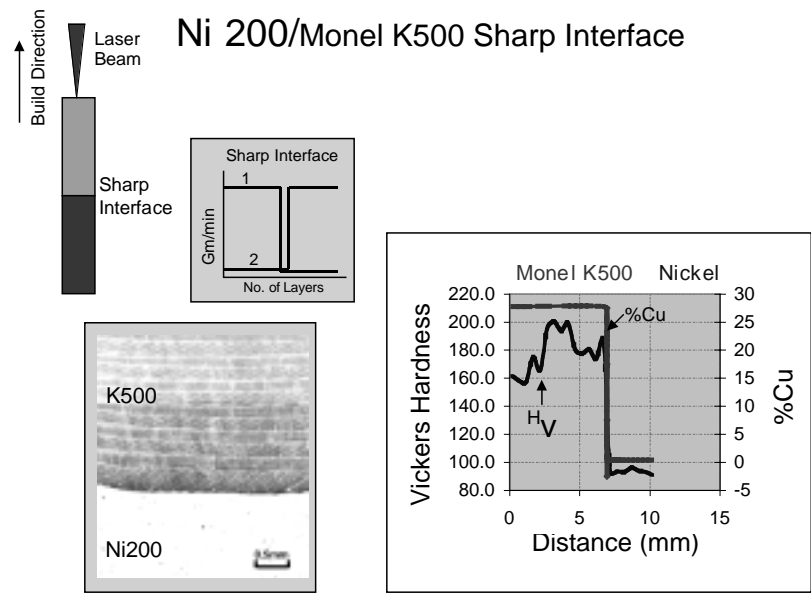 Ni 200/Monel K500 Sharp Interface
Build Direction
Laser
Beam
Sharp
Interface
Sharp Interface
1
2
Gm/min
No. of Layers
K500
Ni200
0.5mm
Monel K500 Nickel
220.0
200.0
180.0
160.0
140.0
120.0
100.0
80.0
Vickers Hardness
%Cu
HV
30
25
20
15
10
5
0
-5
%Cu
0 5 10 15
Distance (mm)